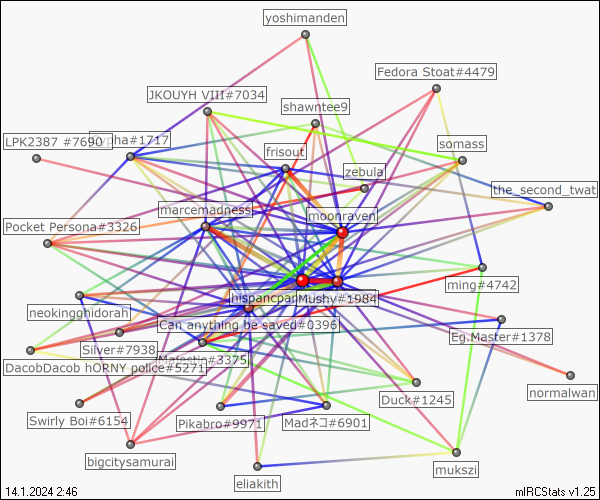 yoshimanden
Fedora Stoat#4479
JKOUYH VIII#7034
shawntee9
LPK2387 #7690
#1717
somass
frisout
zebula
the_second_twat
marcemadness
moonraven
Pocket Persona#3326
ming#4742
hispancpar
Mushy#1984
neokingghidorah
Can anything be saved#0396
Eg.Master#1378
Silver#7938
Majestic#3375
DacobDacob hORNY police#5271
normalwan
Duck#1245
Swirly Boi#6154
Pikabro#9971
Madネコ#6901
bigcitysamurai
mukszi
eliakith
14.1.2024 2:46
mIRCStats v1.25